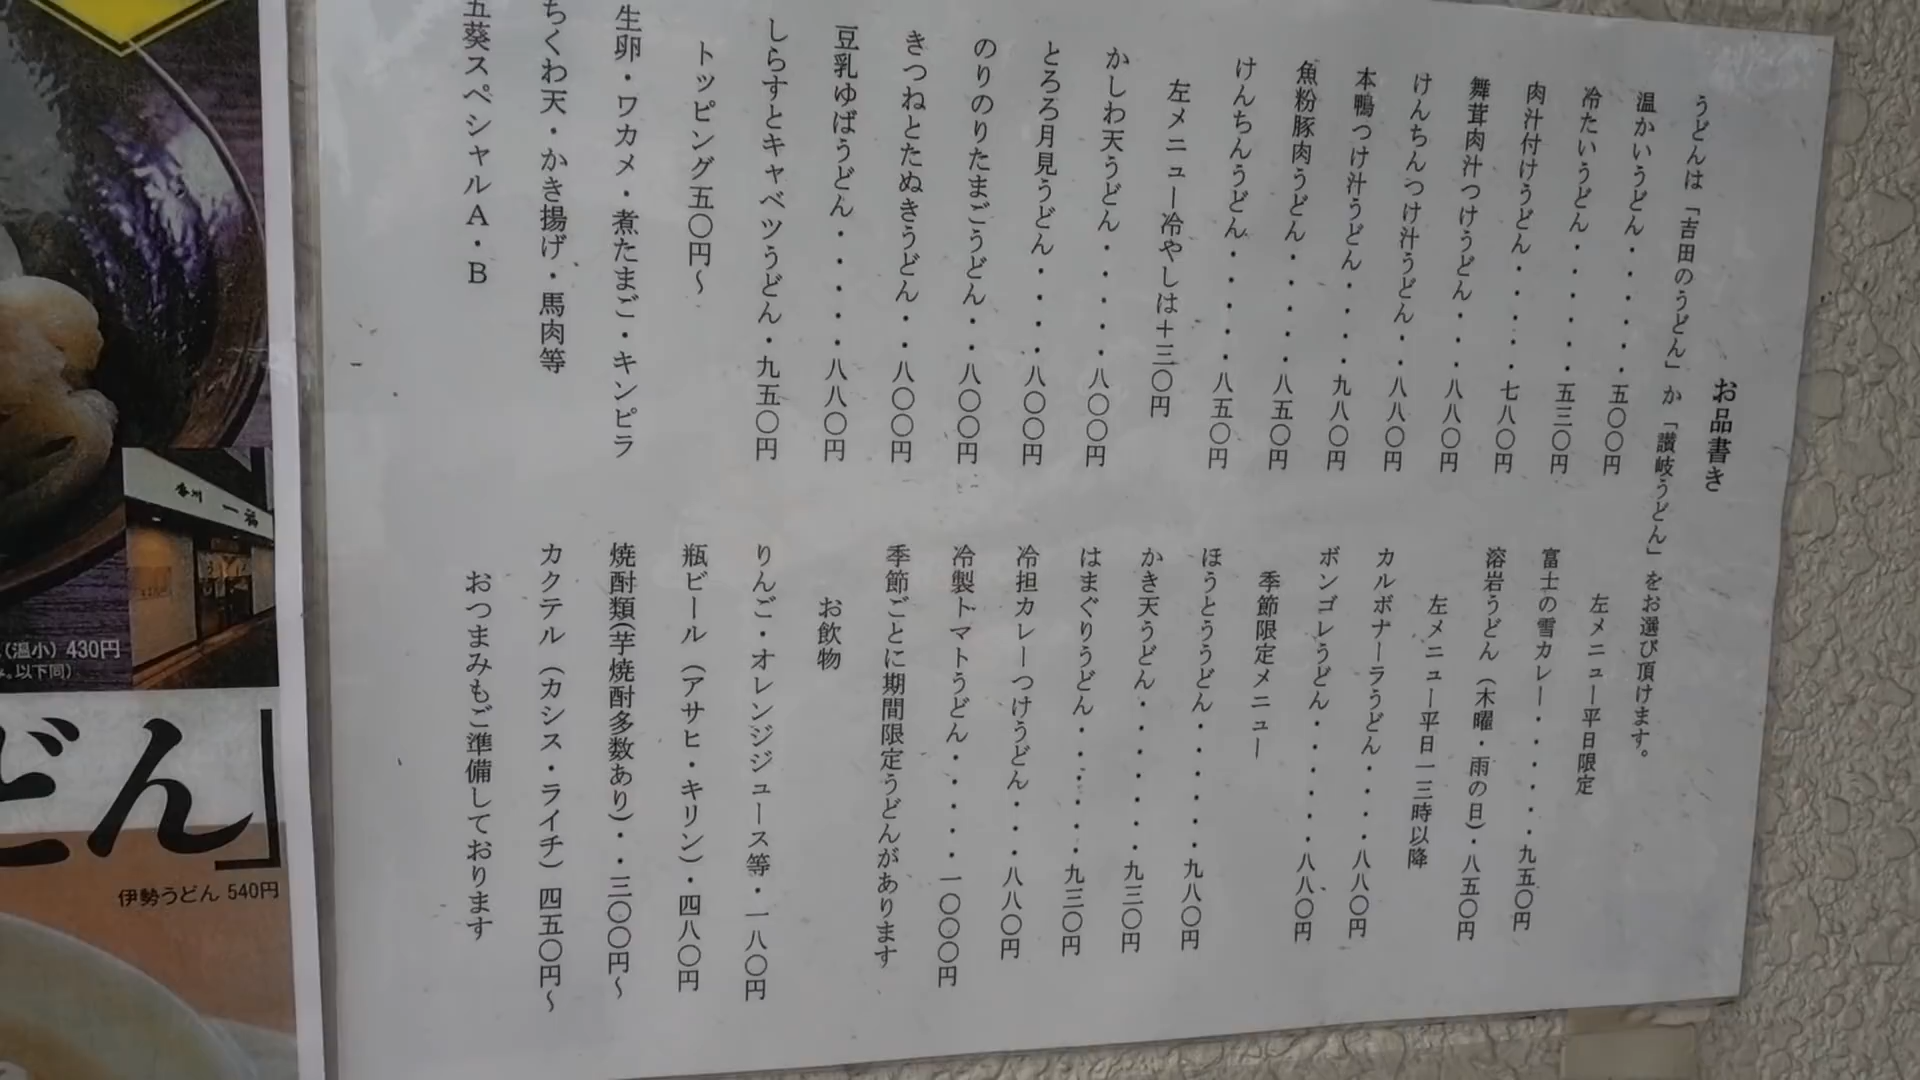 お品書き
うどんは「吉田のうどん」か「讃岐うどん」をお選び頂けます。
温かいうどん・・・・・五〇〇円
冷たいうどん・・・・・・五三〇円
肉汁付けうどん・・・・・七八〇円
舞茸肉汁つけうどん・・・八八〇円
けんちんつけ汁うどん・・八八〇円
本鴨つけ汁うどん・・・・九八〇円
魚粉豚肉うどん・・・・・八五〇円
けんちんうどん・・・・・八五〇円
左メニュー冷やしは+三〇円
かしわ天うどん・・・・・八〇〇円
とろろ月見うどん・・・・八〇〇円
のりのりたまごうどん・・八〇〇円
きつねとたぬきうどん・・八〇〇円
豆乳ゆばうどん・・・・・八八〇円
しらすとキャベツうどん・九五〇円
トッピング五〇円〜
生卵・ワカメ・煮たまご・キンピラ
ちくわ天・かき揚げ・馬肉等
五葵スペシャルA・B
左メニュー平日限定
富士の雪カレー・・・・・・九五〇円
溶岩うどん(木曜・雨の日)・八五〇円
左メニュー平日一三時以降
カルボナーラうどん・・・・八八〇円
ボンゴレうどん・・・・・・八八〇円
季節限定メニュー
ほうとううどん・・・・・・九八〇円
かき天うどん・・・・・・・九三〇円
はまぐりうどん・・・・・・九三〇円
冷担カレーつけうどん・・・八八〇円
冷製トマトうどん・・・・・一〇〇〇円
季節ごとに期間限定うどんがあります
お飲物
りんご・オレンジジュース等・一八〇円
瓶ビール(アサヒ・キリン)・四八〇円
焼酎類(芋焼酎多数あり)・・三〇〇円〜
カクテル(カシス・ライチ)四五〇円〜
おつまみもご準備しております
香川 一福
(温小)430円
以下同)
どん」
伊勢うどん 540円